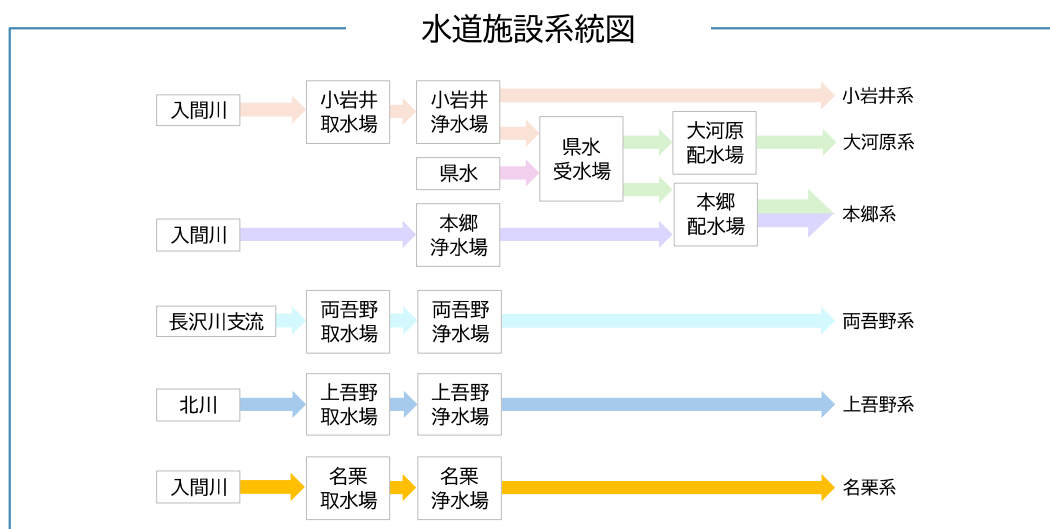 水道施設系統図
入間川
小岩井
取水場
小岩井
浄水場
小岩井系
県水
県水
受水場
大河原
配水場
大河原系
入間川
本郷
浄水場
本郷
配水場
本郷系
長沢川支流
両吾野
取水場
両吾野
浄水場
両吾野系
北川
上吾野
取水場
上吾野
浄水場
上吾野系
入間川
名栗
取水場
名栗
浄水場
名栗系